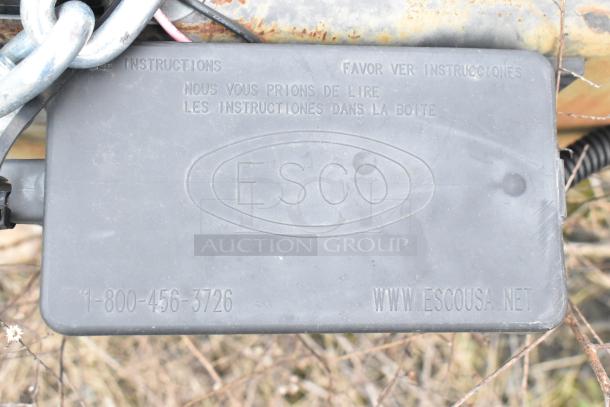 INSTRUCTIONS FAVOR VER INSTRUCCIONES
NOUS VOUS PRIONS DE LIRE
LES INSTRUCTIONES DANS LA BOITE
ESCO
AUCTION GROUP
1-800-456-3726 WWW.ESCOUSA.NET